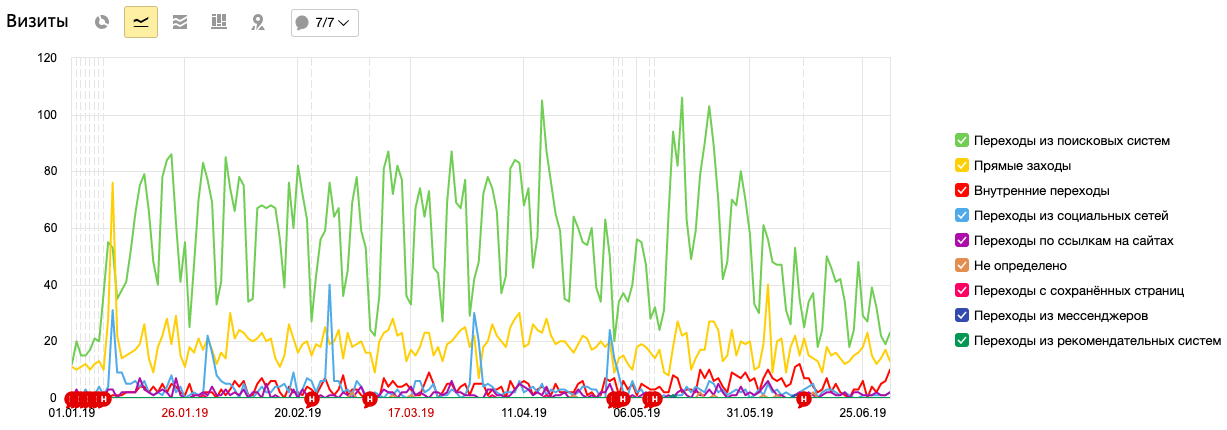 Визиты
7/7
120
100
80
60
40
20
0
H H H H
01.01.19 26.01.19 20.02.19 17.03.19 11.04.19 06.05.19 31.05.19 25.06.19
Переходы из поисковых систем
Прямые заходы
Внутренние переходы
Переходы из социальных сетей
Переходы по ссылкам на сайтах
Не определено
Переходы с сохранённых страниц
Переходы из мессенджеров
Переходы из рекомендательных систем